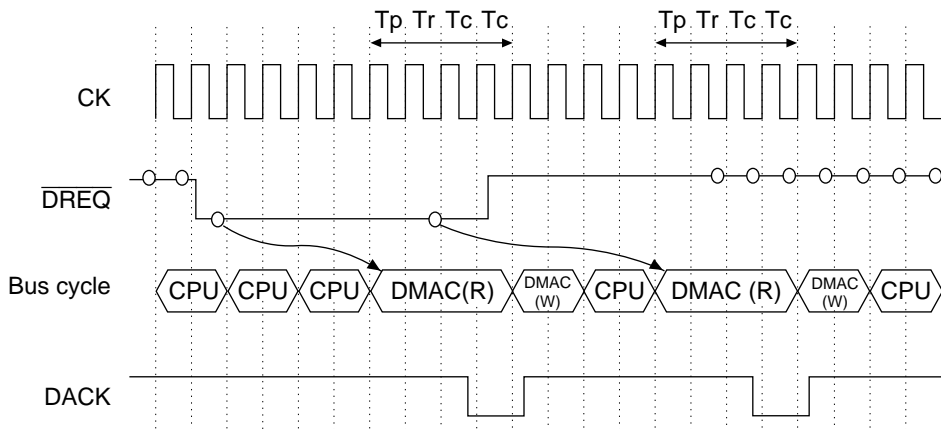 Tp Tr Tc Tc Tp Tr Tc Tc
CK
DREQ
Bus cycle CPU CPU CPU DMAC(R) DMAC (W) CPU DMAC (R) DMAC (W) CPU
DACK